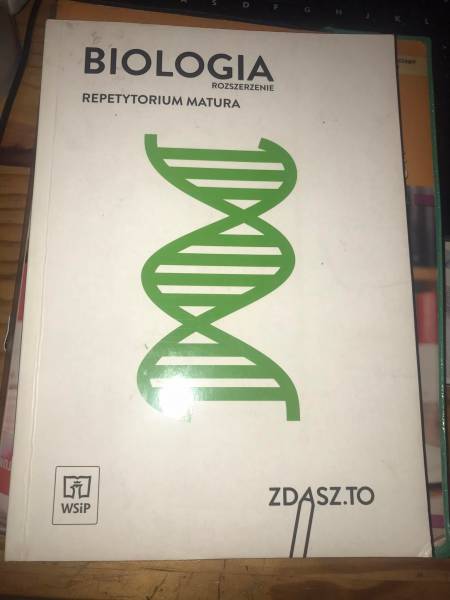 BIOLOGIA
ROZSZERZENIE
REPETYTORIUM MATURA
WSiP
ZDASZ.TO